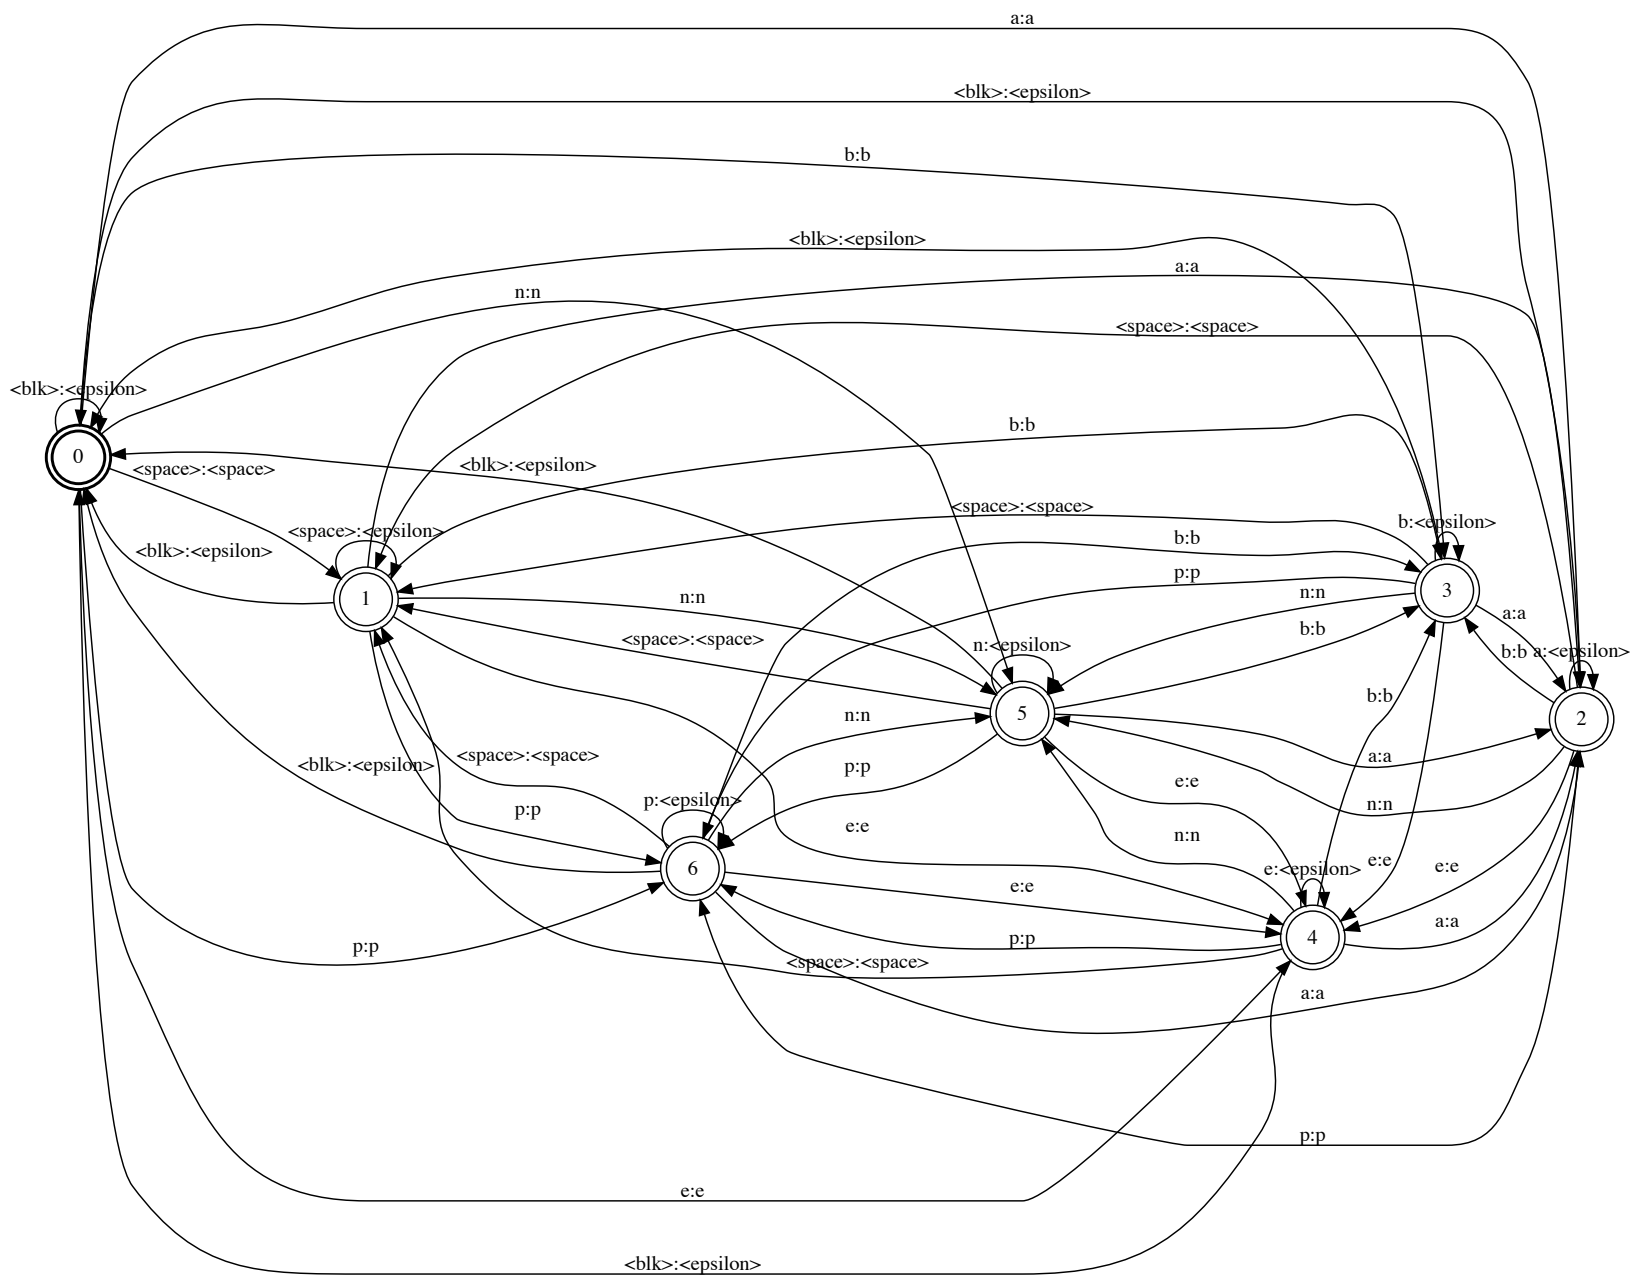 a:a
<blk>:<epsilon>
b:b
<blk>:<epsilon>
a:a
n:n
<space>:<space>
<blk>:<epsilon>
b:b
0
<space>:<space>
<blk>:<epsilon>
<space>:<space>
b:<epsilon>
<space>:<epsilon>
b:b
<blk>:<epsilon>
p:p
3
n:n
1
n:n
a:a
b:b
<space>:<space>
n:<epsilon>
b:b
a:<epsilon>
b:b
5
2
n:n
<space>:<space>
a:a
<blk>:<epsilon>
p:p
e:e
p:<epsilon>
n:n
p:p
e:e
n:n
6
e:<epsilon>
e:e
e:e
e:e
a:a
4
p:p
p:p
<space>:<space>
a:a
p:p
e:e
<blk>:<epsilon>